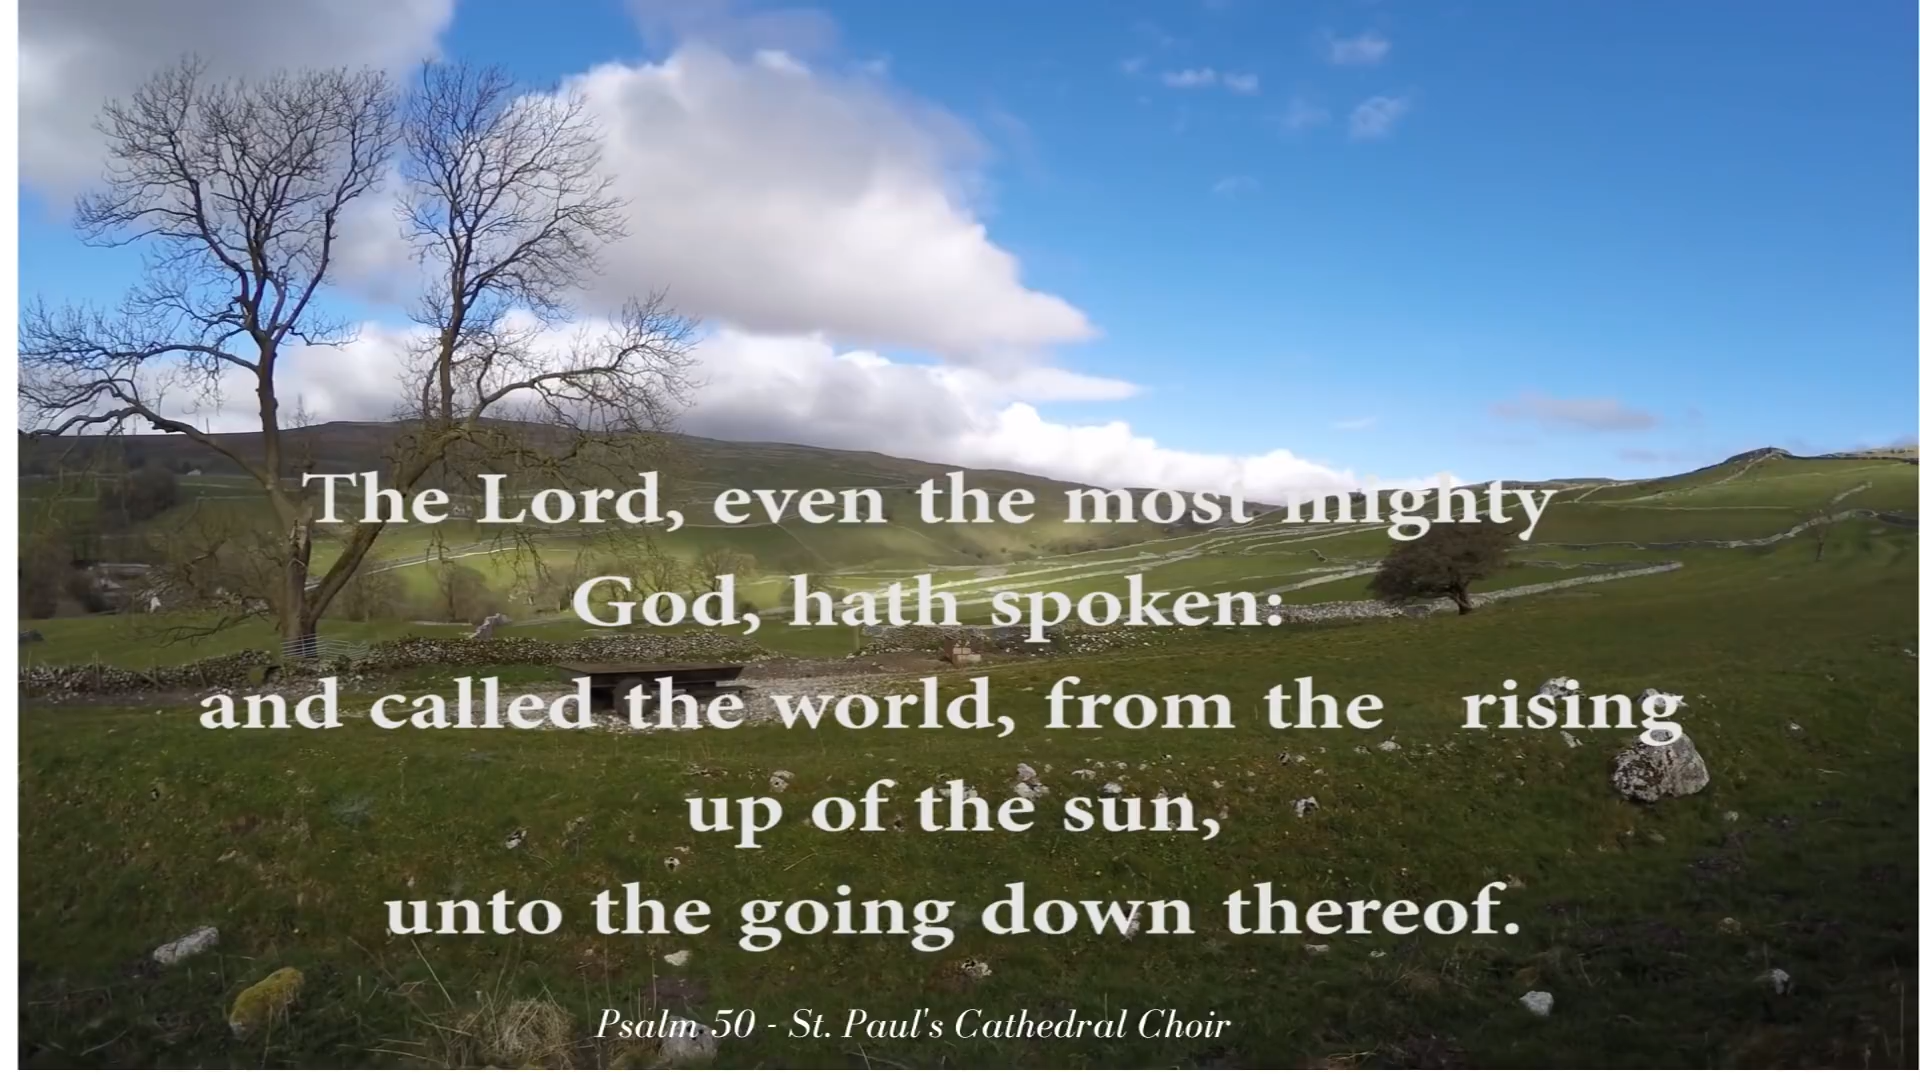 The Lord, even the most mighty
God, hath spoken:
and called the world, from the rising
up of the sun,
unto the going down thereof.
Psalm 50 - St. Paul's Cathedral Choir